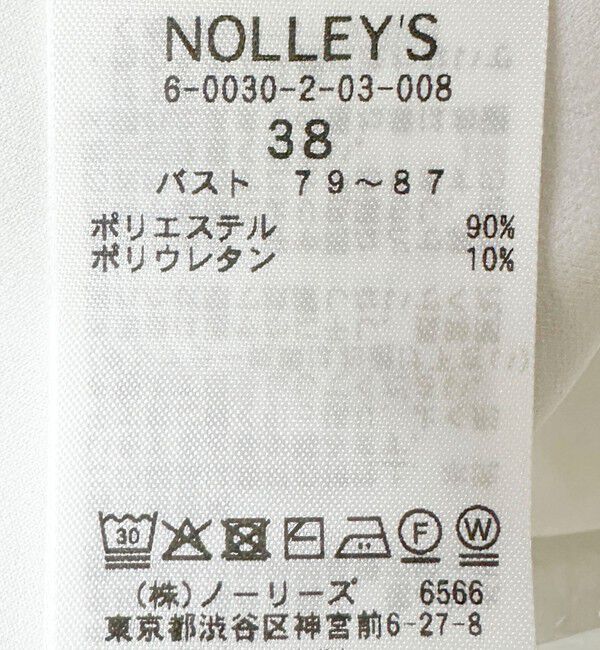 NOLLEY'S
6-0030-2-03-008
38
バスト 79～87
ポリエステル 90%
ポリウレタン 10%
30 F W
(株)ノーリーズ 6566
東京都渋谷区神宮前6-27-8